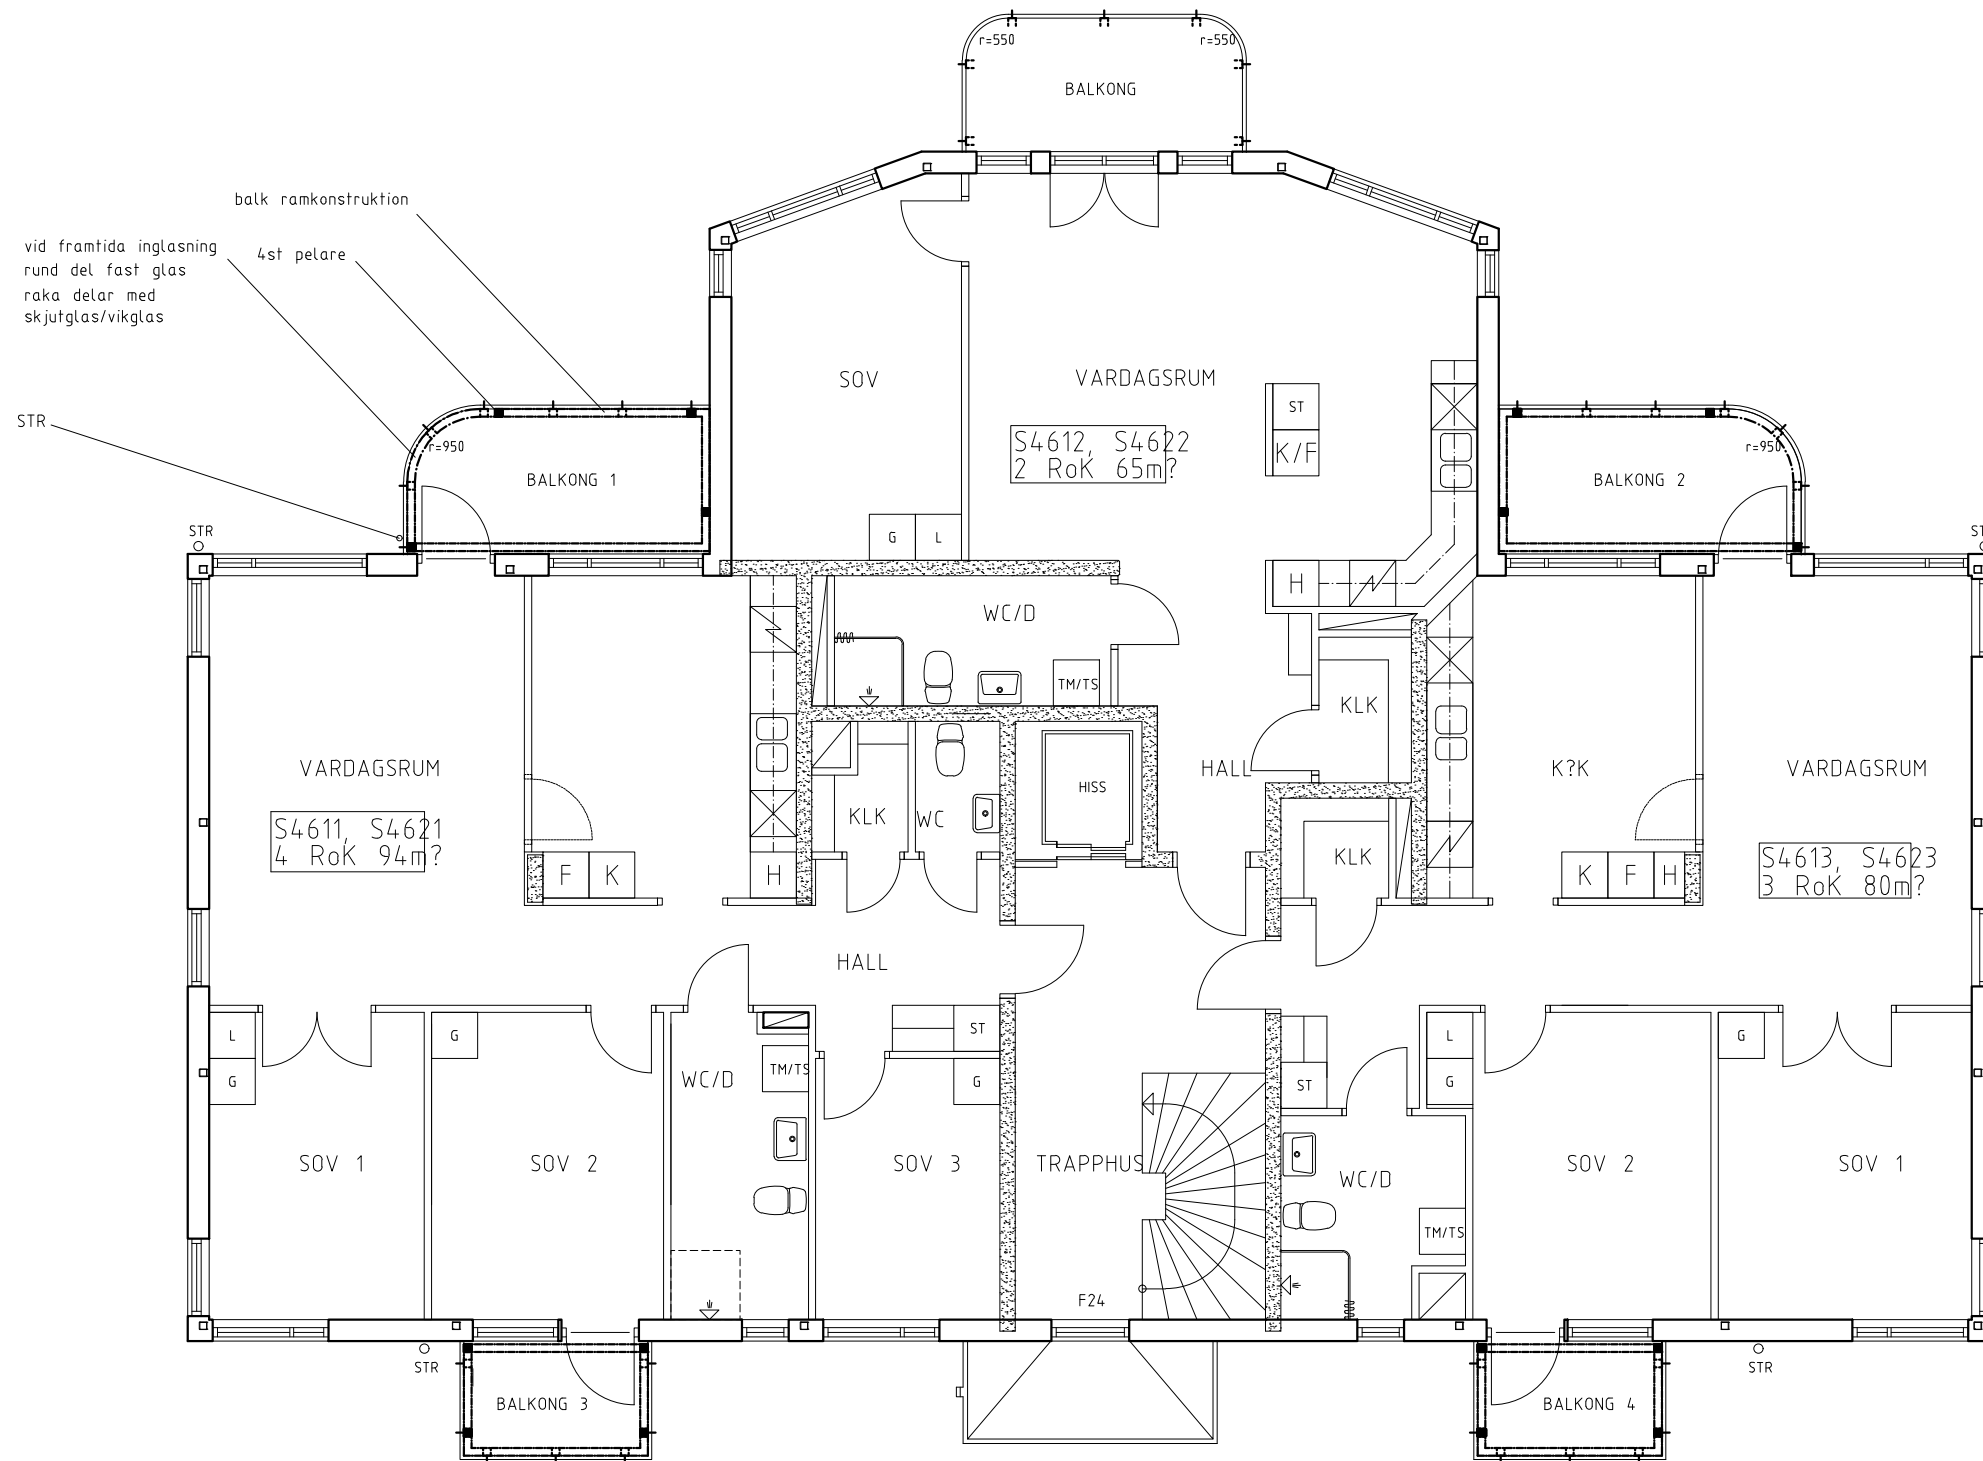 r=550
r=550
BALKONG
balk ramkonstruktion
vid framtida inglasning
rund del fast glas
raka delar med
skjutglas/vikglas
4st pelare
STR
SOV
VARDAGSRUM
ST
K/F
S4612, S4622
2 RoK 65m?
r=950
BALKONG 1
r=950
BALKONG 2
STR
G
L
H
WC/D
TM/TS
KLK
VARDAGSRUM
S4611, S4621
4 RoK 94m?
F
K
H
KLK
WC
HISS
HALL
KLK
K?K
VARDAGSRUM
S4613, S4623
3 RoK 80m?
K
F
H
HALL
L
G
G
ST
G
TM/TS
WC/D
ST
L
G
G
SOV 1
SOV 2
SOV 3
TRAPPHUS
WC/D
TM/TS
SOV 2
SOV 1
F24
STR
STR
BALKONG 3
BALKONG 4